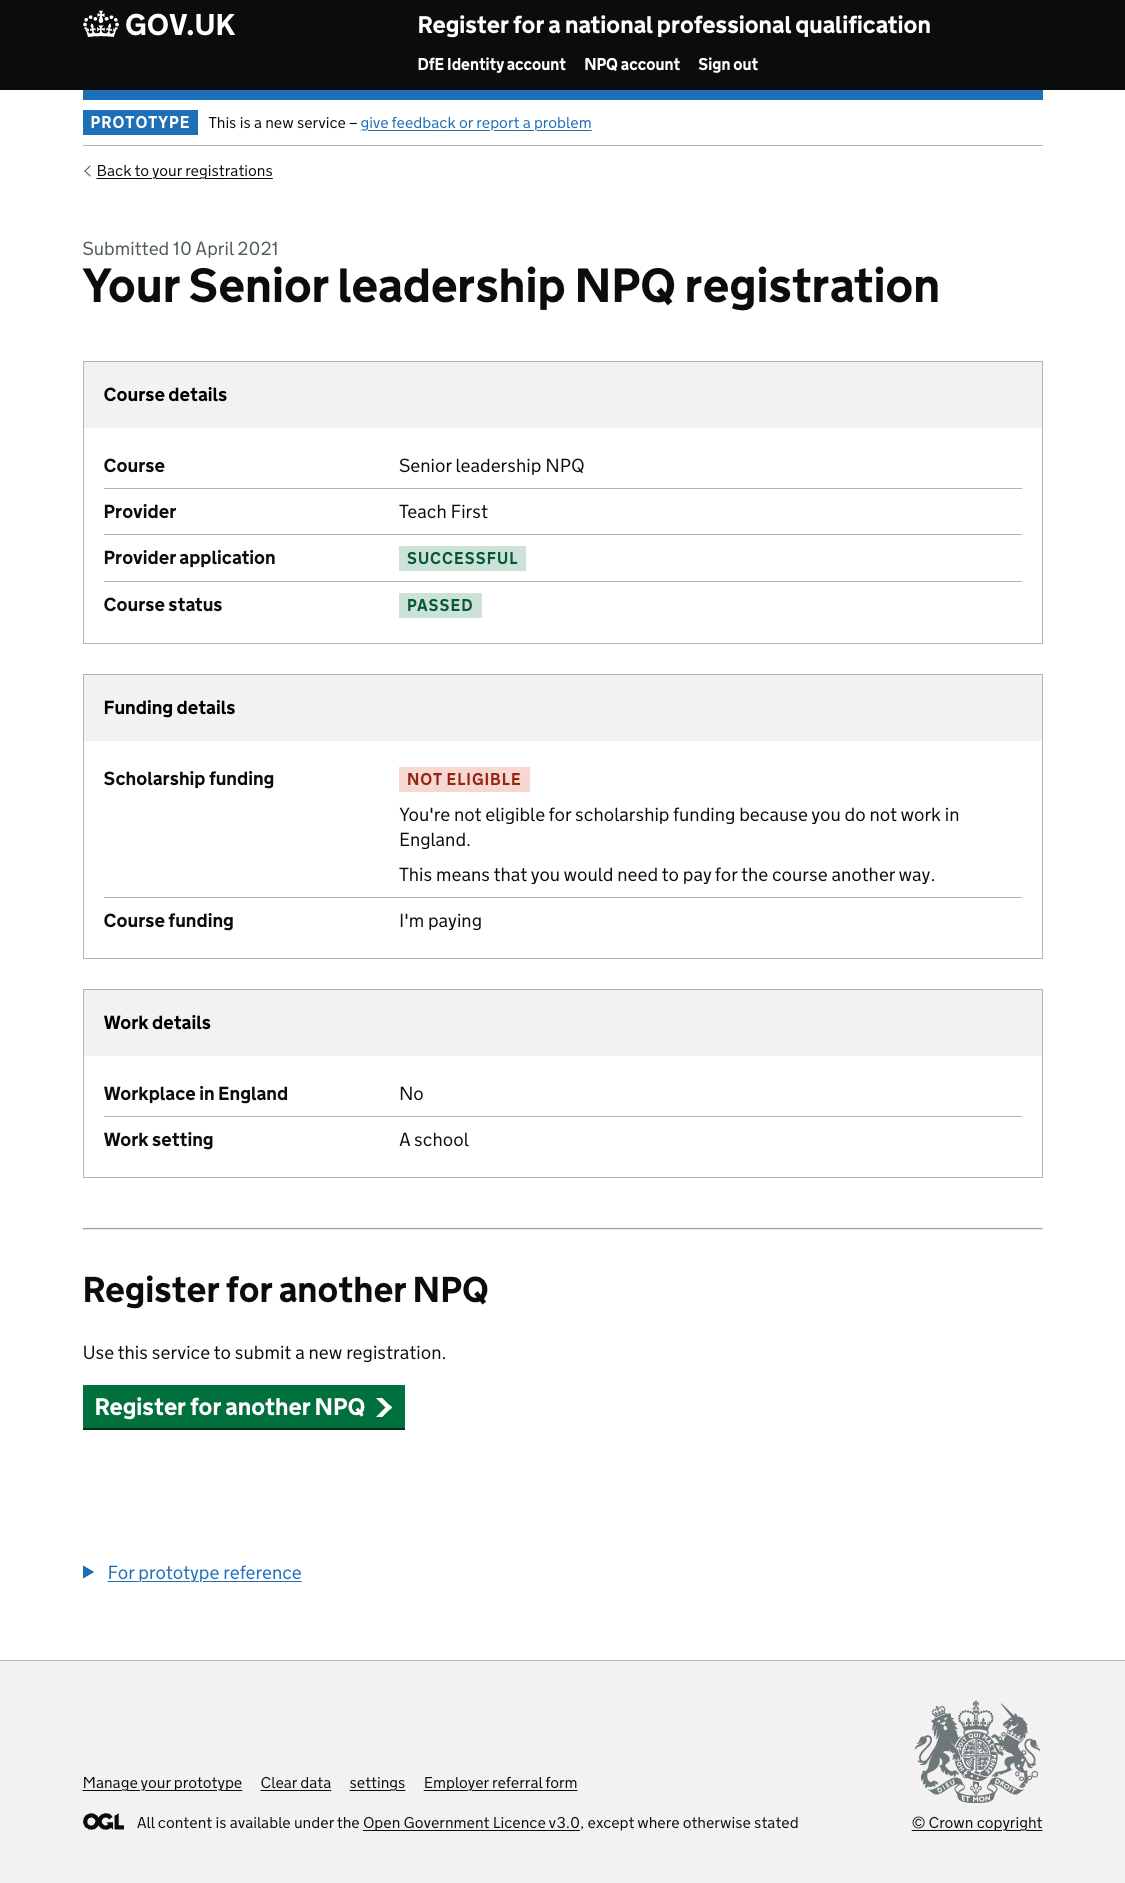 GOV.UK
Register for a national professional qualification
DfE Identity account NPQ account Sign out
PROTOTYPE This is a new service – give feedback or report a problem
Back to your registrations
Submitted 10 April 2021
Your Senior leadership NPQ registration
Course details
Course Senior leadership NPQ
Provider Teach First
Provider application SUCCESSFUL
Course status PASSED
Funding details
Scholarship funding NOT ELIGIBLE
You're not eligible for scholarship funding because you do not work in
England.
This means that you would need to pay for the course another way.
Course funding I'm paying
Work details
Workplace in England No
Work setting A school
Register for another NPQ
Use this service to submit a new registration.
Register for another NPQ
For prototype reference
DIEU ET MON DROIT
Manage your prototype Clear data settings Employer referral form
OGL All content is available under the Open Government Licence v3.0, except where otherwise stated
© Crown copyright